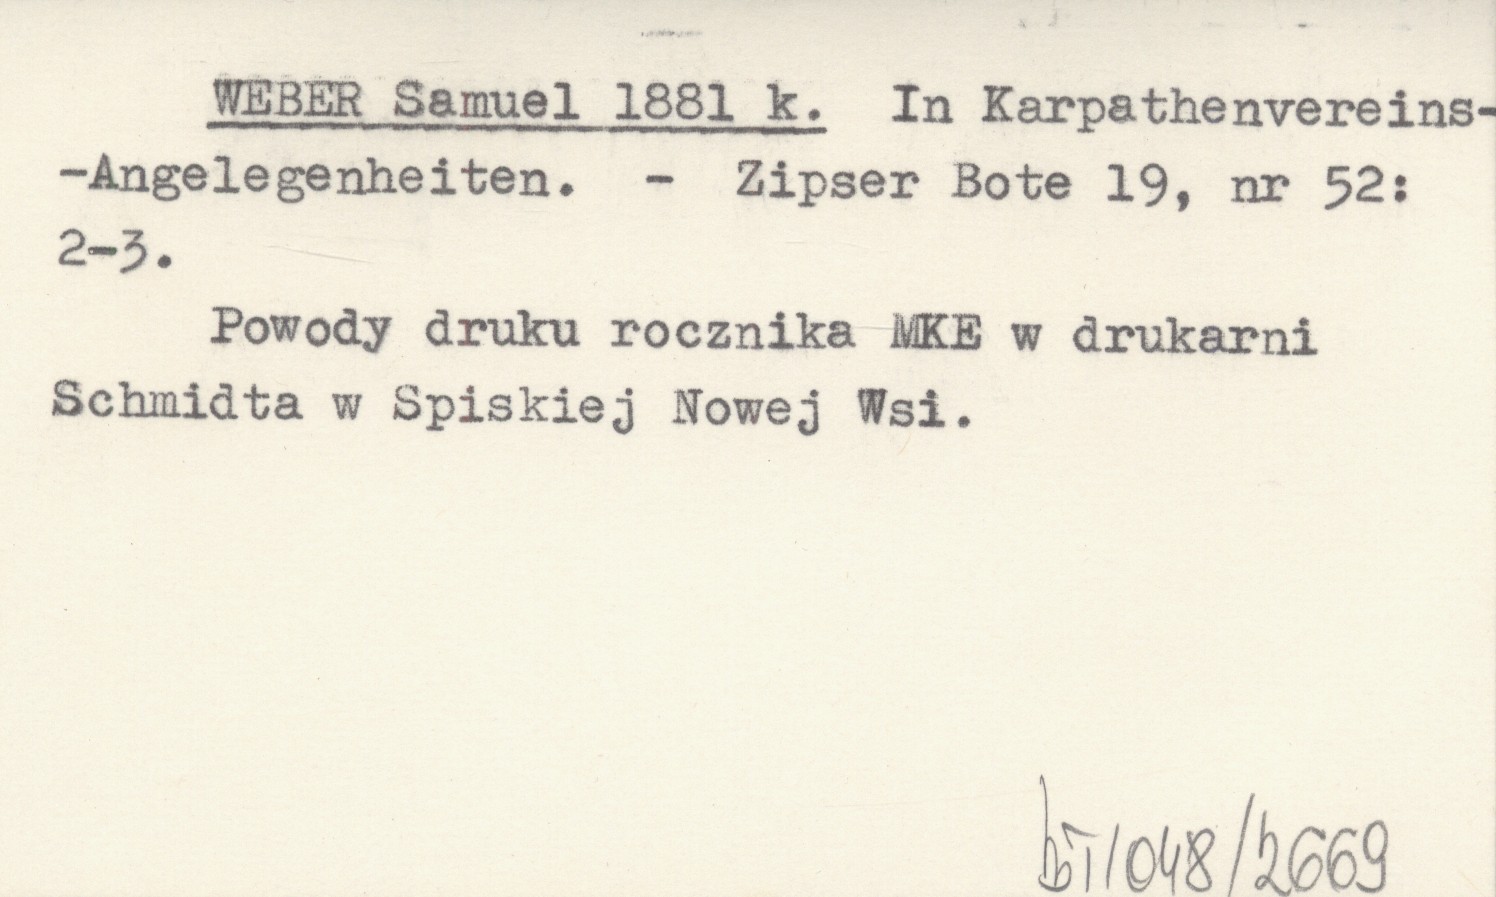 WEBER Samuel 1881 k. In Karpathenvereins-
-Angelegenheiten. - Zipser Bote 19, nr 52:
2-3.
Powody druku rocznika MKE w drukarni
Schmidta w Spiskiej Nowej Wsi.
bT/048/2669